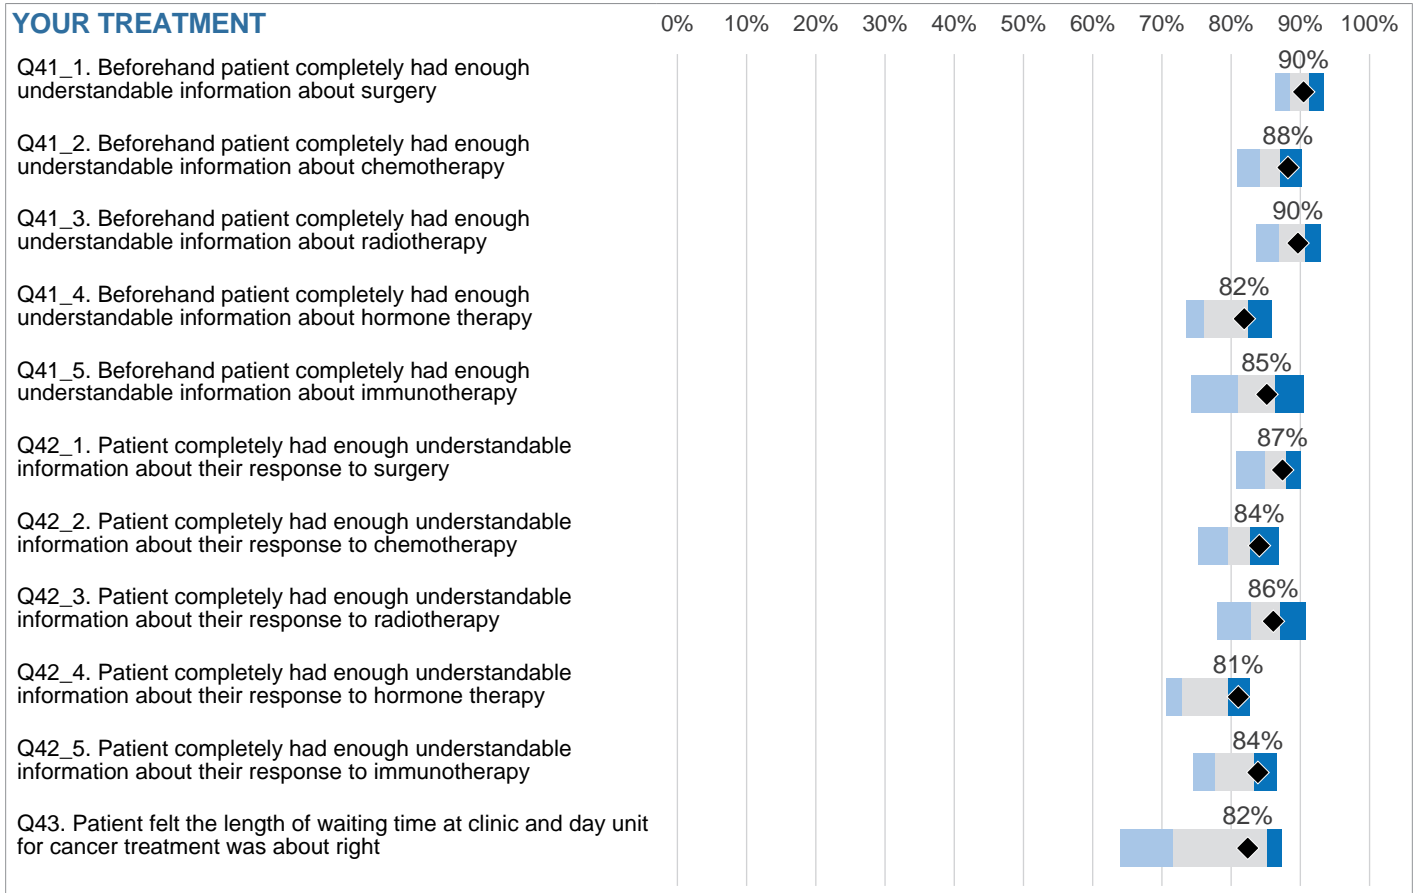 YOUR TREATMENT
0% 10% 20% 30% 40% 50% 60% 70% 80% 90% 100%
Q41_1. Beforehand patient completely had enough
understandable information about surgery
90%
Q41_2. Beforehand patient completely had enough
understandable information about chemotherapy
88%
Q41_3. Beforehand patient completely had enough
understandable information about radiotherapy
90%
Q41_4. Beforehand patient completely had enough
understandable information about hormone therapy
82%
Q41_5. Beforehand patient completely had enough
understandable information about immunotherapy
85%
Q42_1. Patient completely had enough understandable
information about their response to surgery
87%
Q42_2. Patient completely had enough understandable
information about their response to chemotherapy
84%
Q42_3. Patient completely had enough understandable
information about their response to radiotherapy
86%
Q42_4. Patient completely had enough understandable
information about their response to hormone therapy
81%
Q42_5. Patient completely had enough understandable
information about their response to immunotherapy
84%
Q43. Patient felt the length of waiting time at clinic and day unit
for cancer treatment was about right
82%